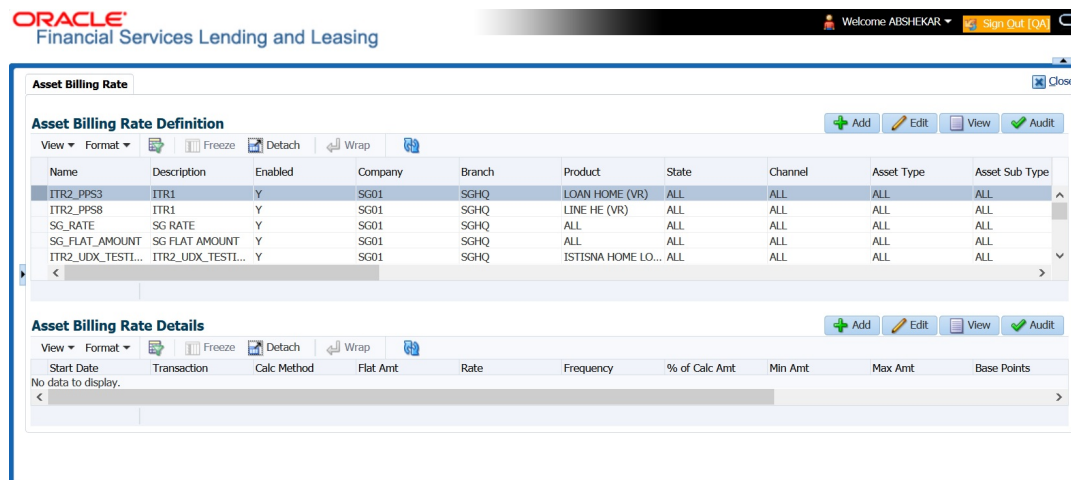 ORACLE®
Financial Services Lending and Leasing
Welcome ABSHEKAR Sign Out [QA]
Asset Billing Rate Close
Asset Billing Rate Definition Add Edit View Audit
View Format Freeze Detach Wrap
Name Description Enabled Company Branch Product State Channel Asset Type Asset Sub Type
ITR2_PPS3 ITR1 Y SG01 SGHQ LOAN HOME (VR) ALL ALL ALL ALL
ITR2_PPS8 ITR1 Y SG01 SGHQ LINE HE (VR) ALL ALL ALL ALL
SG_RATE SG RATE Y SG01 SGHQ ALL ALL ALL ALL ALL
SG_FLAT_AMOUNT SG FLAT AMOUNT Y SG01 SGHQ ALL ALL ALL ALL ALL
ITR2_UDX_TESTI... ITR2_UDX_TESTI... Y SG01 SGHQ ISTISNA HOME LO... ALL ALL ALL ALL
Asset Billing Rate Details Add Edit View Audit
View Format Freeze Detach Wrap
Start Date Transaction Calc Method Flat Amt Rate Frequency % of Calc Amt Min Amt Max Amt Base Points
No data to display.